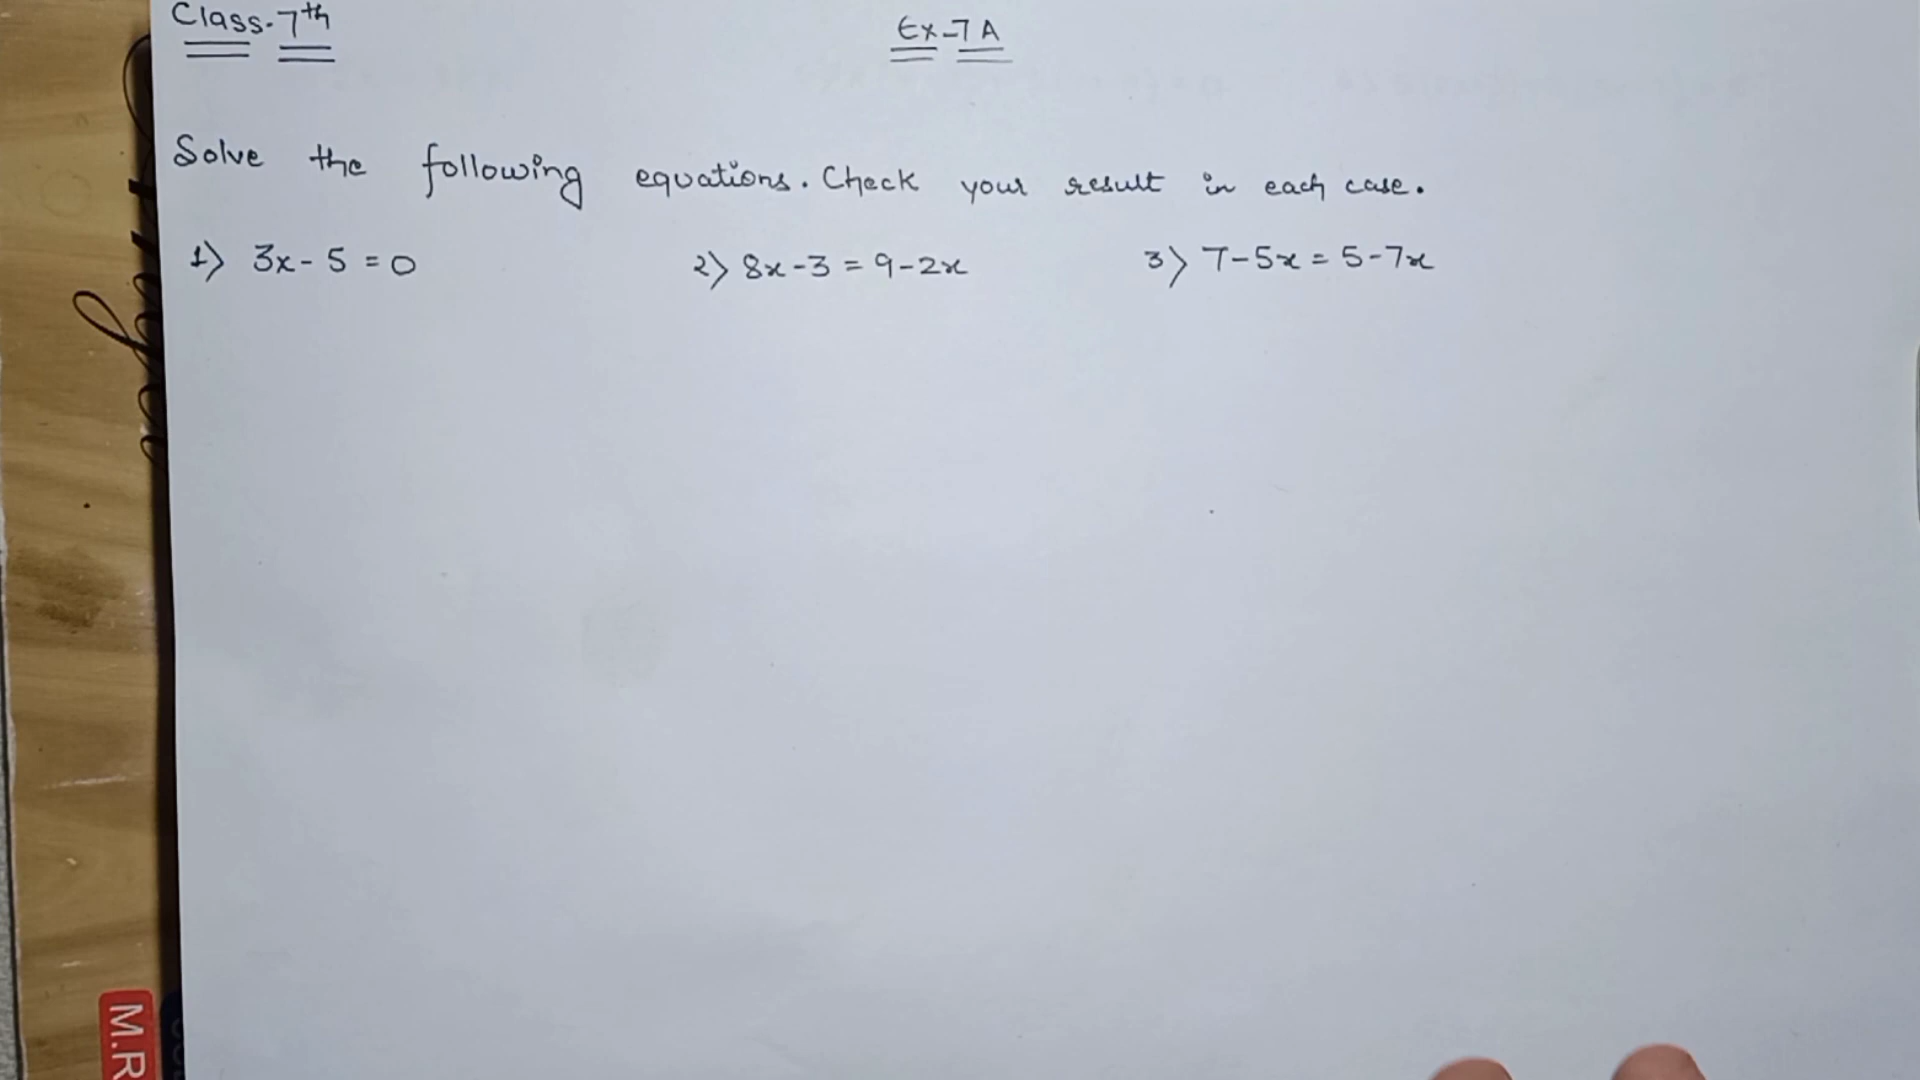 Class-7th
Ex-7A
Solve the following equations. Check your result in each case.
1) 3x-5=0 2) 8x-3=9-2x 3) 7-5x=5-7x
M.R